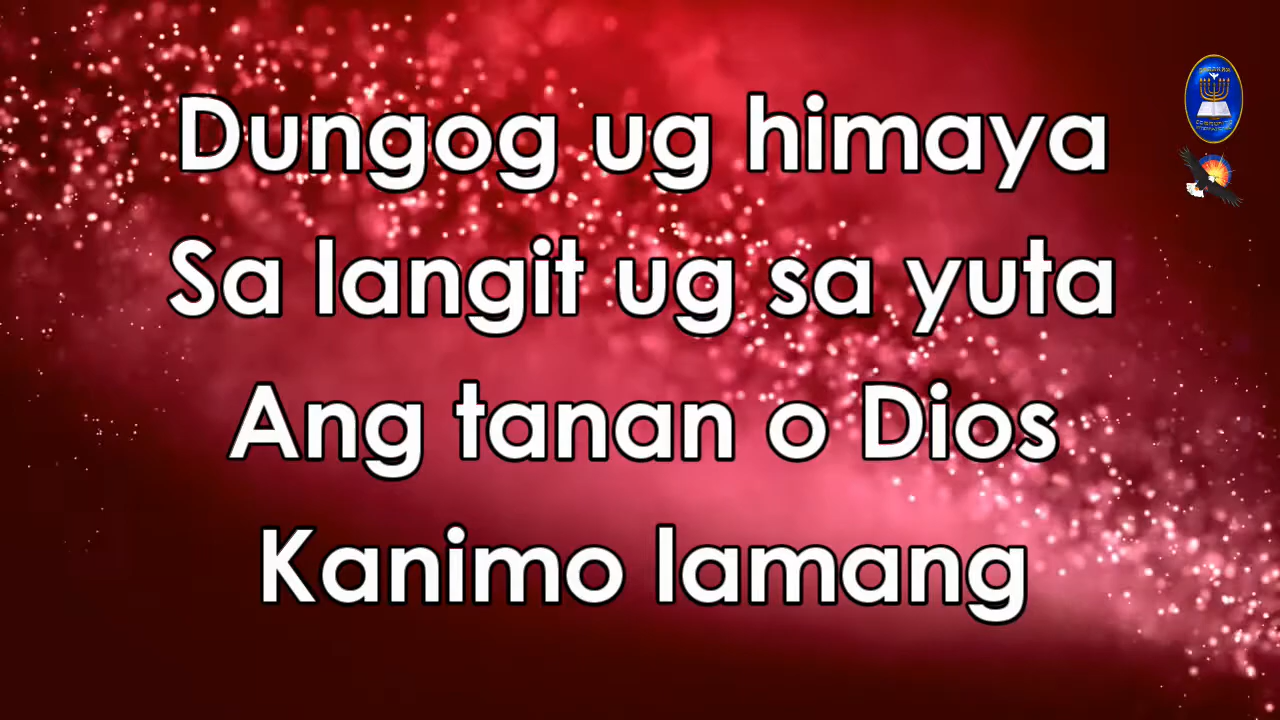 Dungog ug himaya
Sa langit ug sa yuta
Ang tanan o Dios
Kanimo lamang